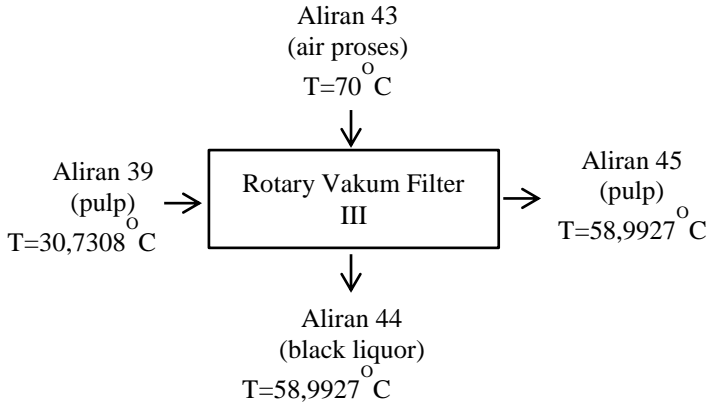 Aliran 43
(air proses)
T=70°C
Aliran 39
(pulp)
T=30,7308°C
Rotary Vakum Filter
III
Aliran 45
(pulp)
T=58,9927°C
Aliran 44
(black liquor)
T=58,9927°C